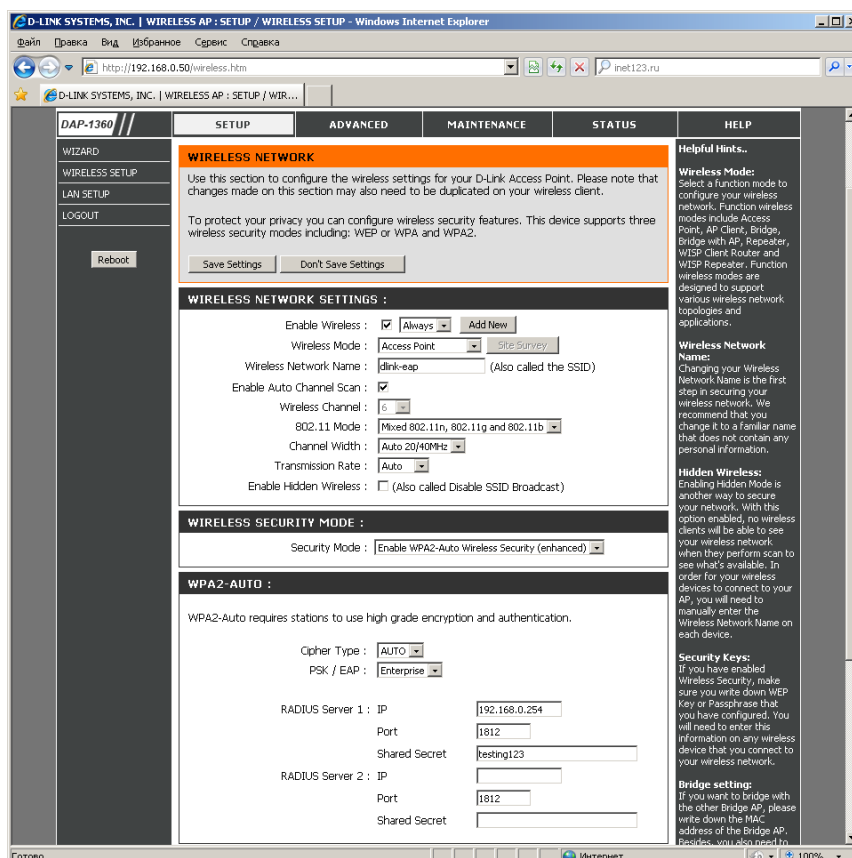 D-LINK SYSTEMS, INC. | WIRELESS AP : SETUP / WIRELESS SETUP - Windows Internet Explorer
Файл Правка Вид Избранное Сервис Справка
http://192.168.0.50/wireless.htm
inet123.ru
D-LINK SYSTEMS, INC. | WIRELESS AP : SETUP / WIR...
DAP-1360
SETUP ADVANCED MAINTENANCE STATUS HELP
WIZARD
WIRELESS SETUP
LAN SETUP
LOGOUT
Reboot
WIRELESS NETWORK
Use this section to configure the wireless settings for your D-Link Access Point. Please note that
changes made on this section may also need to be duplicated on your wireless client.
To protect your privacy you can configure wireless security features. This device supports three
wireless security modes including: WEP or WPA and WPA2.
Save Settings Don't Save Settings
WIRELESS NETWORK SETTINGS :
Enable Wireless : Always Add New
Wireless Mode : Access Point Site Survey
Wireless Network Name : dlink-eap (Also called the SSID)
Enable Auto Channel Scan :
Wireless Channel : 6
802.11 Mode : Mixed 802.11n, 802.11g and 802.11b
Channel Width : Auto 20/40MHz
Transmission Rate : Auto
Enable Hidden Wireless : (Also called Disable SSID Broadcast)
WIRELESS SECURITY MODE :
Security Mode : Enable WPA2-Auto Wireless Security (enhanced)
WPA2-AUTO :
WPA2-Auto requires stations to use high grade encryption and authentication.
Cipher Type : AUTO
PSK / EAP : Enterprise
RADIUS Server 1 : IP 192.168.0.254
Port 1812
Shared Secret testing123
RADIUS Server 2 : IP
Port 1812
Shared Secret
Helpful Hints..
Wireless Mode:
Select a function mode to
configure your wireless
network. Function wireless
modes include Access
Point, AP Client, Bridge,
Bridge with AP, Repeater,
WISP Client Router and
WISP Repeater. Function
wireless modes are
designed to support
various wireless network
topologies and
applications.
Wireless Network
Name:
Changing your Wireless
Network Name is the first
step in securing your
wireless network. We
recommend that you
change it to a familiar name
that does not contain any
personal information.
Hidden Wireless:
Enabling Hidden Mode is
another way to secure
your network. With this
option enabled, no wireless
clients will be able to see
your wireless network
when they perform scan to
see what's available. In
order for your wireless
devices to connect to your
AP, you will need to
manually enter the
Wireless Network Name on
each device.
Security Keys:
If you have enabled
Wireless Security, make
sure you write down WEP
Key or Passphrase that
you have configured. You
will need to enter this
information on any wireless
device that you connect to
your wireless network.
Bridge setting:
If you want to bridge with
the other Bridge AP, please
write down the MAC
address of the Bridge AP.
Besides, you also need to
Готово Интернет 100%